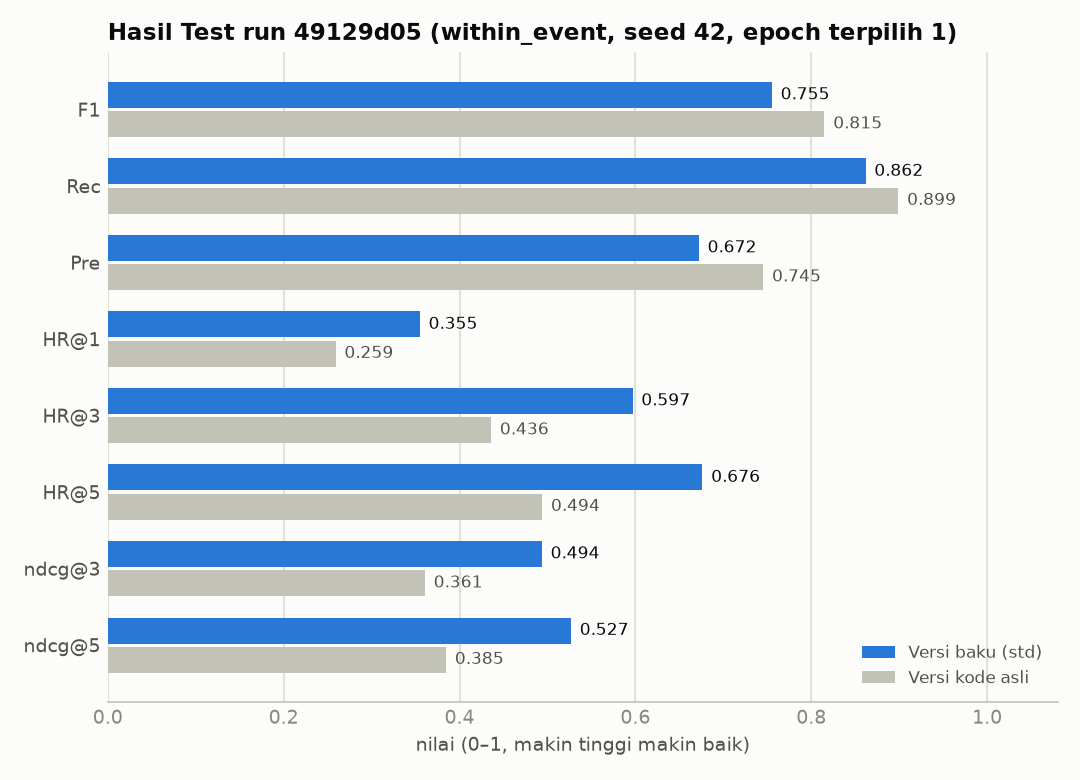 Hasil Test run 49129d05 (within_event, seed 42, epoch terpilih 1)
F1
0.755
0.815
Rec
0.862
0.899
Pre
0.672
0.745
HR@1
0.355
0.259
HR@3
0.597
0.436
HR@5
0.676
0.494
ndcg@3
0.494
0.361
ndcg@5
0.527
0.385
Versi baku (std)
Versi kode asli
0.0 0.2 0.4 0.6 0.8 1.0
nilai (0–1, makin tinggi makin baik)